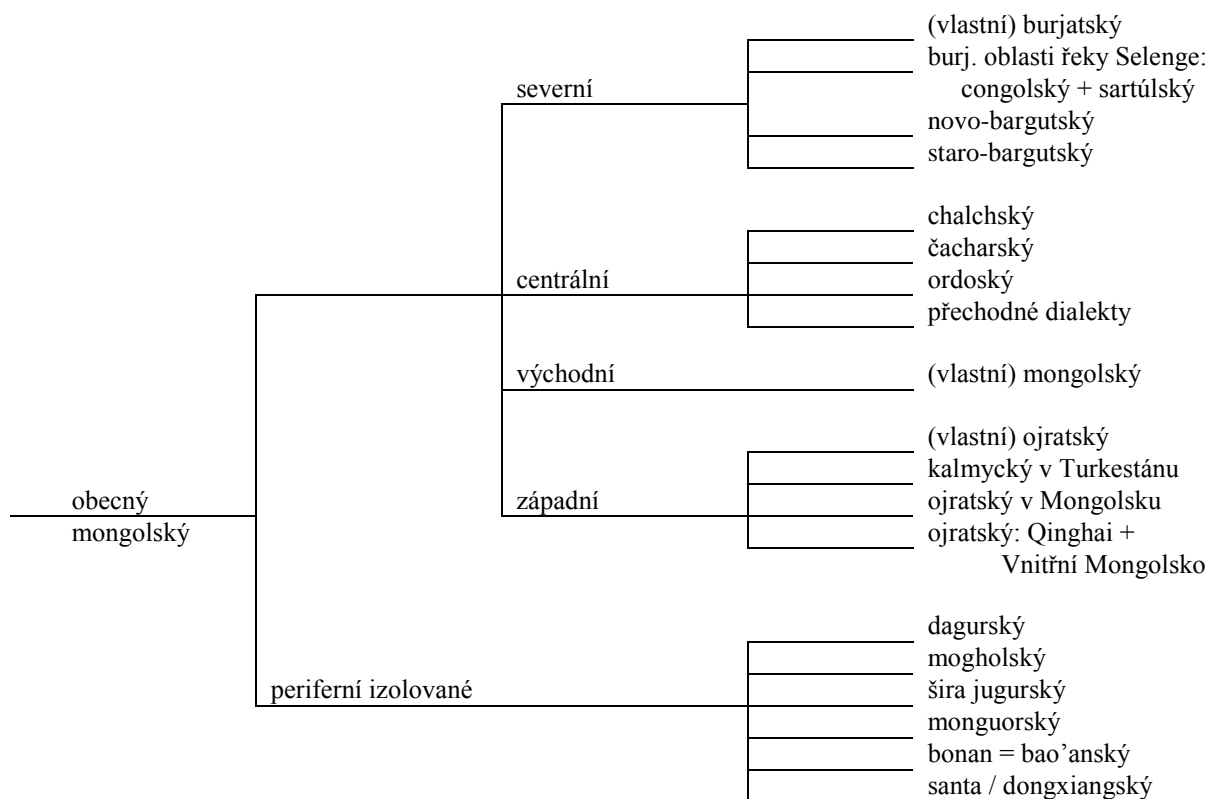 (vlastní) burjatský
burj. oblasti řeky Selenge:
severní
congolský + sartúlský
novo-bargutský
staro-bargutský
chalchský
čacharský
centrální
ordoský
přechodné dialekty
východní
(vlastní) mongolský
(vlastní) ojratský
kalmycký v Turkestánu
obecný
západní
ojratský v Mongolsku
mongolský
ojratský: Qinghai +
Vnitřní Mongolsko
dagurský
mogholský
periferní izolované
šira jugurský
monguorský
bonan = bao’anský
santa / dongxiangský